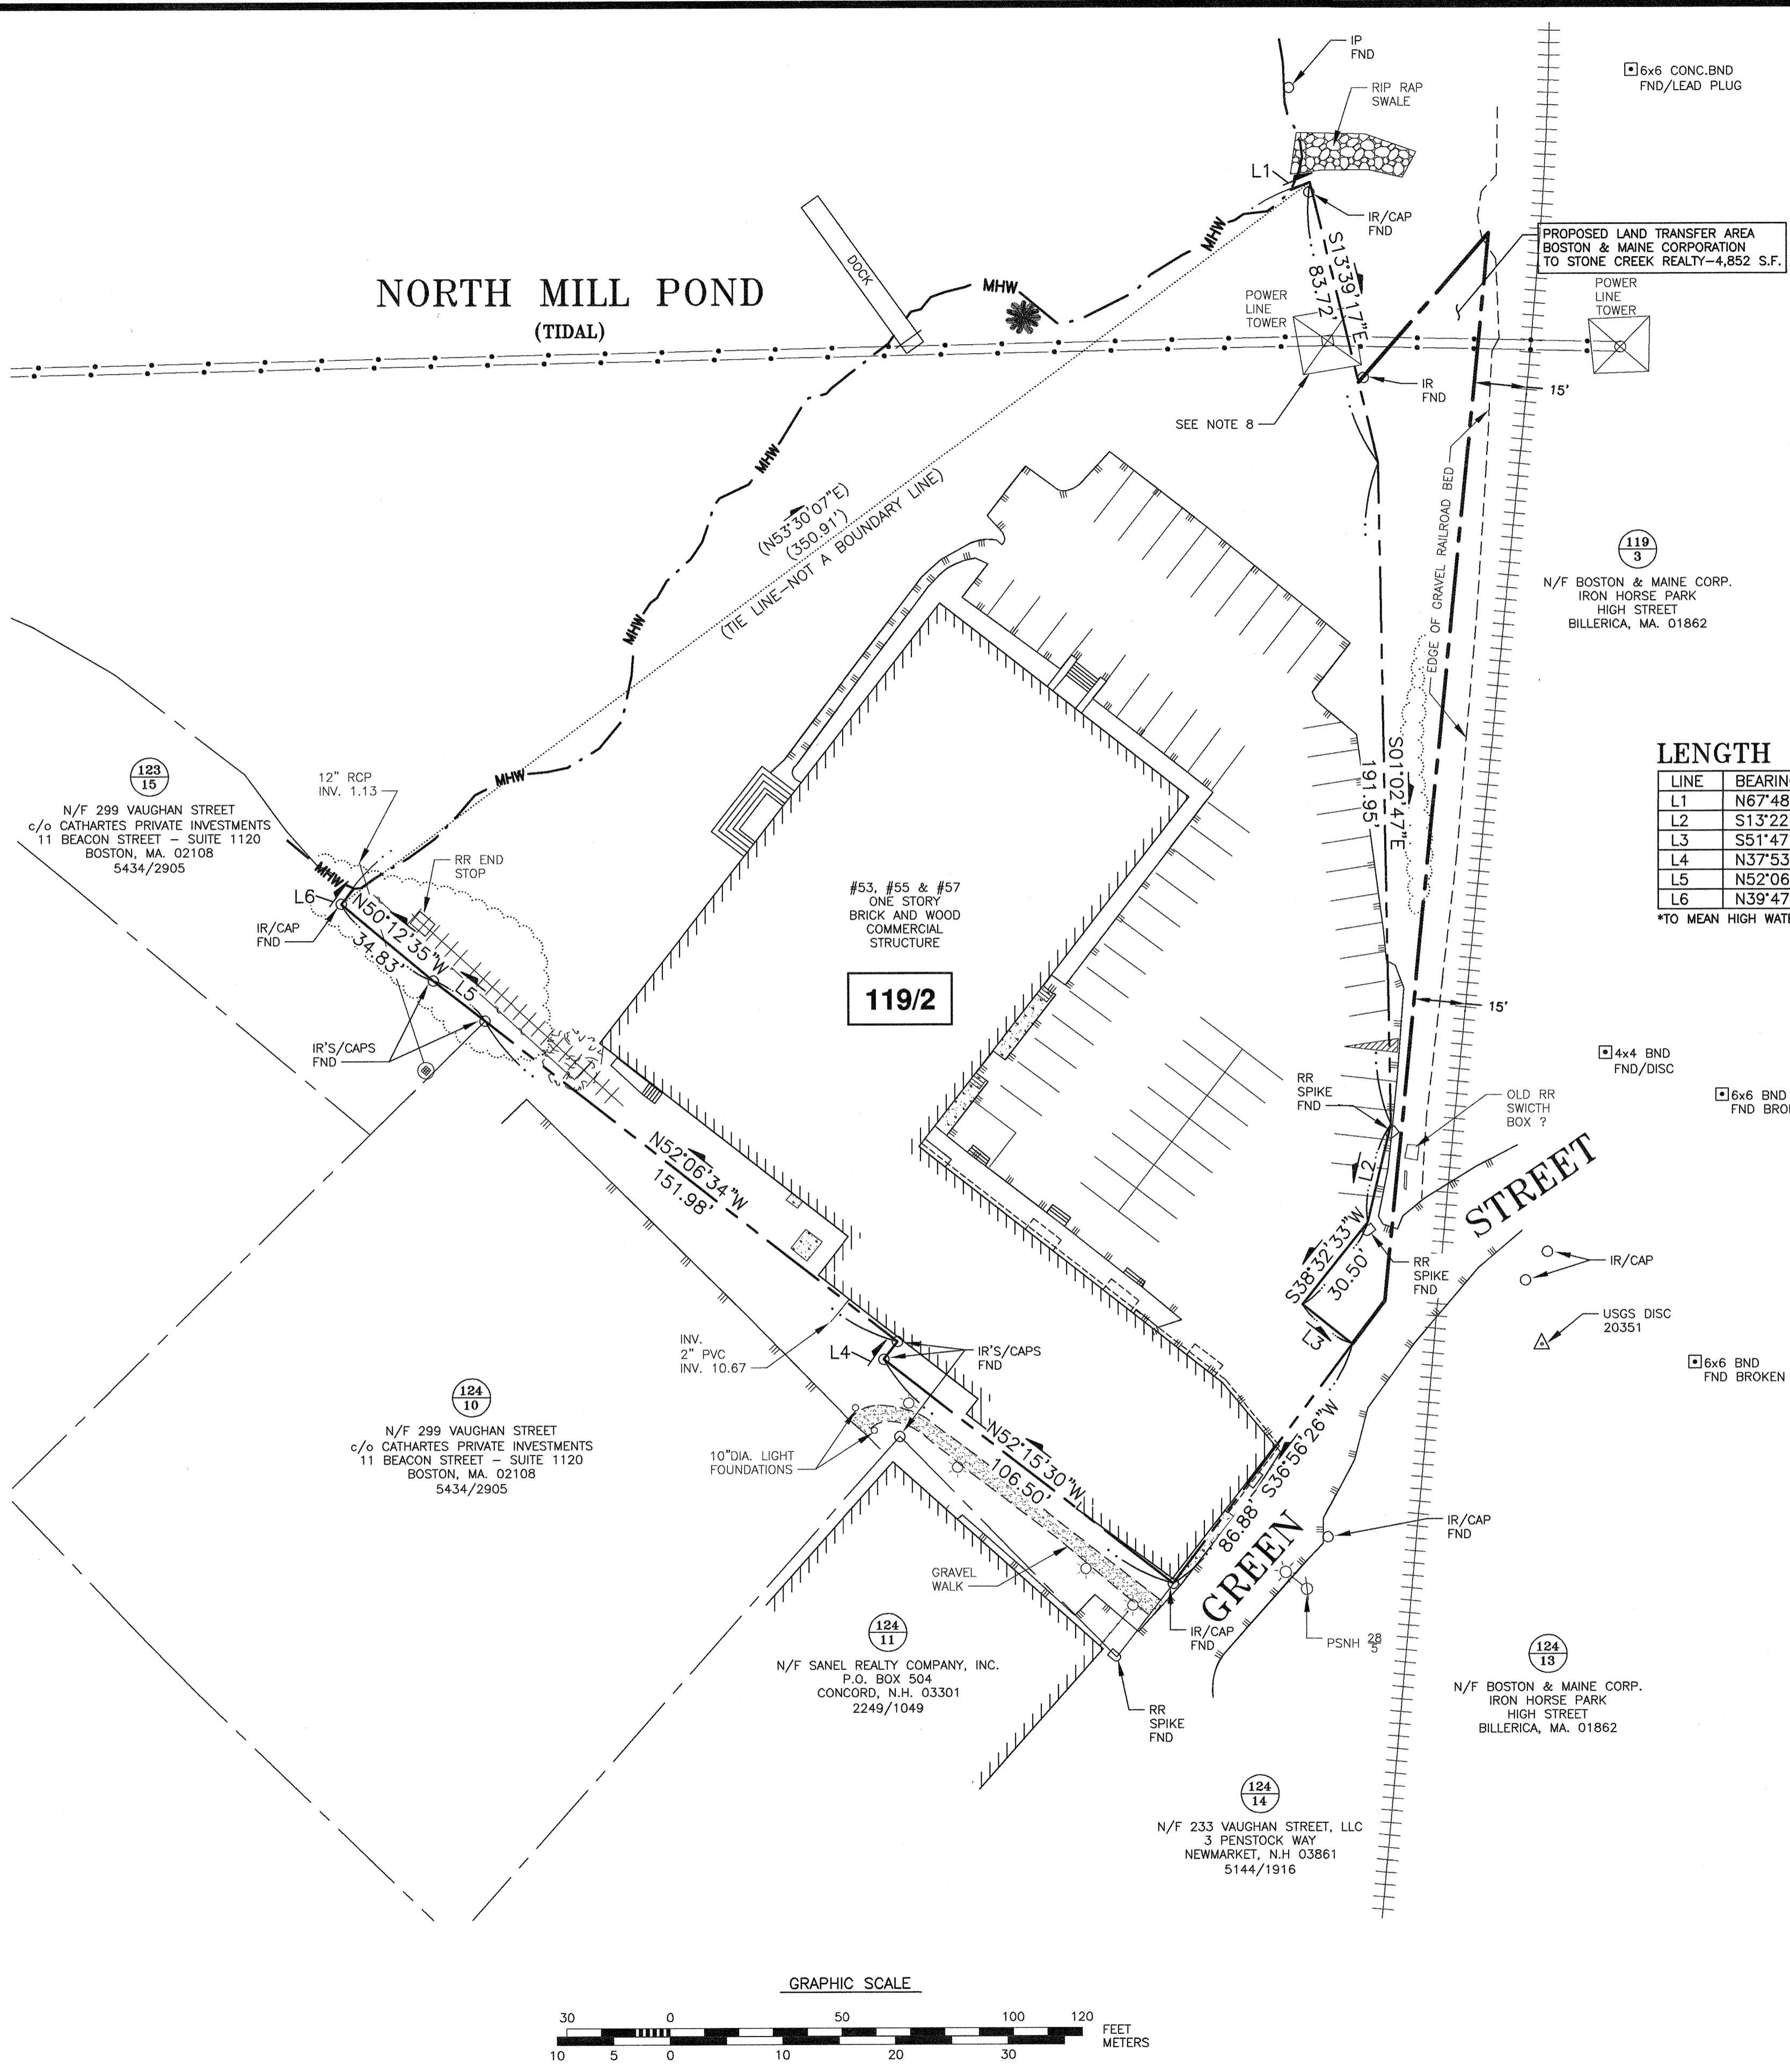 IP
FND
6x6 CONC.BND
FND/LEAD PLUG
RIP RAP
SWALE
L1
IR/CAP
FND
MHW
S13°39'17"E
83.72'
PROPOSED LAND TRANSFER AREA
BOSTON & MAINE CORPORATION
TO STONE CREEK REALTY-4,852 S.F.
DOCK
NORTH MILL POND
(TIDAL)
MHW
POWER
LINE
TOWER
POWER
LINE
TOWER
IR
FND
15'
SEE NOTE 8
MHW
EDGE OF GRAVEL RAILROAD BED
(N53°30'07"E)
(350.91')
(TIE LINE-NOT A BOUNDARY LINE)
119
3
N/F BOSTON & MAINE CORP.
IRON HORSE PARK
HIGH STREET
BILLERICA, MA. 01862
MHW
S01°02'47"E
191.95'
LENGTH
LINE BEARIN
L1 N67°48
L2 S13°22
L3 S51°47
L4 N37°53
L5 N52°06
L6 N39°47
*TO MEAN HIGH WAT
123
15
N/F 299 VAUGHAN STREET
c/o CATHARTES PRIVATE INVESTMENTS
11 BEACON STREET – SUITE 1120
BOSTON, MA. 02108
5434/2905
12" RCP
INV. 1.13
MHW
RR END
STOP
MHW
L6
IR/CAP
FND
N50°12'35"W
34.83'
L5
IR'S/CAPS
FND
#53, #55 & #57
ONE STORY
BRICK AND WOOD
COMMERCIAL
STRUCTURE
119/2
15'
4x4 BND
FND/DISC
6x6 BND
FND BRO
RR
SPIKE
FND
OLD RR
SWICTH
BOX ?
STREET
L2
N52°06'34"W
151.98'
S38°32'33"W
30.50'
RR
SPIKE
FND
IR/CAP
L3
USGS DISC
20351
6x6 BND
FND BROKEN
INV.
2" PVC
INV. 10.67
L4
IR'S/CAPS
FND
124
10
N/F 299 VAUGHAN STREET
c/o CATHARTES PRIVATE INVESTMENTS
11 BEACON STREET – SUITE 1120
BOSTON, MA. 02108
5434/2905
10"DIA. LIGHT
FOUNDATIONS
N52°15'30"W
106.50'
S36°56'26"W
86.88'
GREEN
IR/CAP
FND
GRAVEL
WALK
IR/CAP
FND
PSNH 28
5
124
11
N/F SANEL REALTY COMPANY, INC.
P.O. BOX 504
CONCORD, N.H. 03301
2249/1049
RR
SPIKE
FND
124
13
N/F BOSTON & MAINE CORP.
IRON HORSE PARK
HIGH STREET
BILLERICA, MA. 01862
124
14
N/F 233 VAUGHAN STREET, LLC
3 PENSTOCK WAY
NEWMARKET, N.H 03861
5144/1916
GRAPHIC SCALE
30 0 50 100 120
FEET
METERS
10 5 0 10 20 30